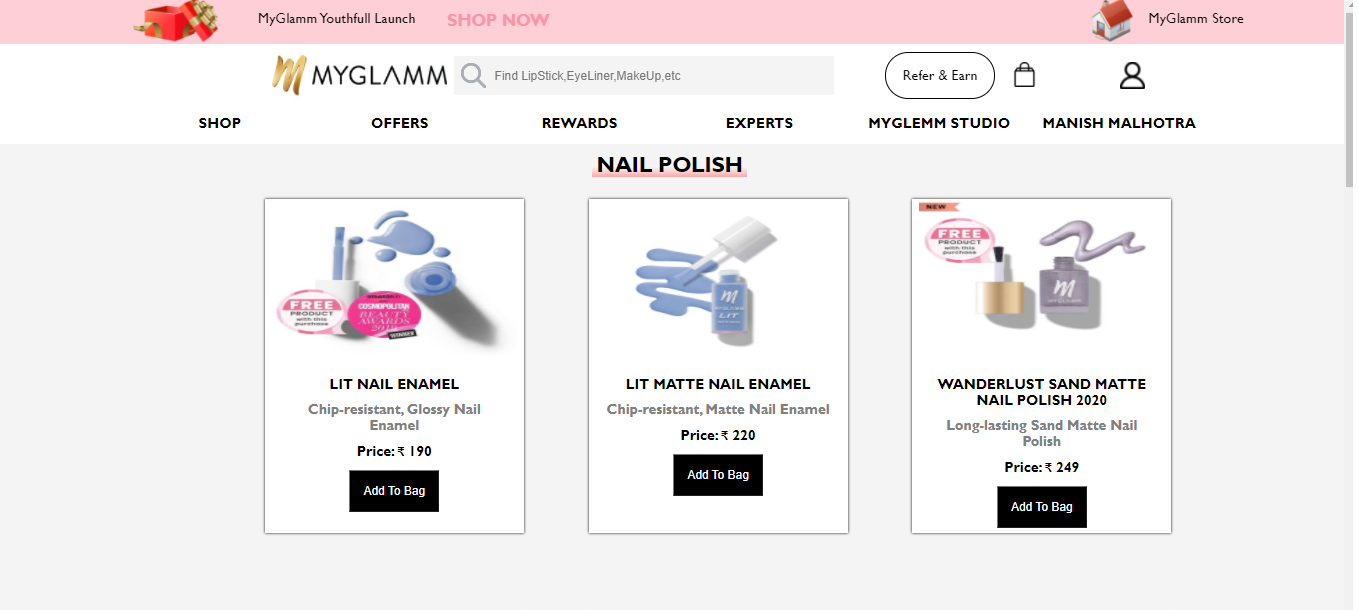 MyGlamm Youthfull Launch SHOP NOW MyGlamm Store
MYGLAMM Find LipStick,EyeLiner,MakeUp,etc Refer & Earn
SHOP OFFERS REWARDS EXPERTS MYGLEMM STUDIO MANISH MALHOTRA
NAIL POLISH
FREE
PRODUCT
with this
purchase
COSMOPOLITAN
BEAUTY
AWARDS
LIT NAIL ENAMEL
Chip-resistant, Glossy Nail
Enamel
Price: ₹ 190
Add To Bag
LIT
LIT MATTE NAIL ENAMEL
Chip-resistant, Matte Nail Enamel
Price: ₹ 220
Add To Bag
NEW
FREE
PRODUCT
with this
purchase
MYGLAMM
WANDERLUST SAND MATTE
NAIL POLISH 2020
Long-lasting Sand Matte Nail
Polish
Price: ₹ 249
Add To Bag